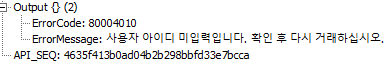 Output {} (2)
ErrorCode: 80004010
ErrorMessage: 사용자 아이디 미입력입니다. 확인 후 다시 거래하십시오.
API_SEQ: 4635f413b0ad04b2b298bbfd33e7bcca